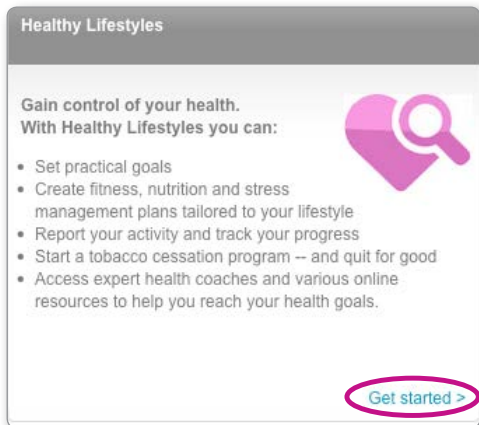 Healthy Lifestyles
Gain control of your health.
With Healthy Lifestyles you can:
• Set practical goals
• Create fitness, nutrition and stress
management plans tailored to your lifestyle
• Report your activity and track your progress
• Start a tobacco cessation program -- and quit for good
• Access expert health coaches and various online
resources to help you reach your health goals.
Get started >